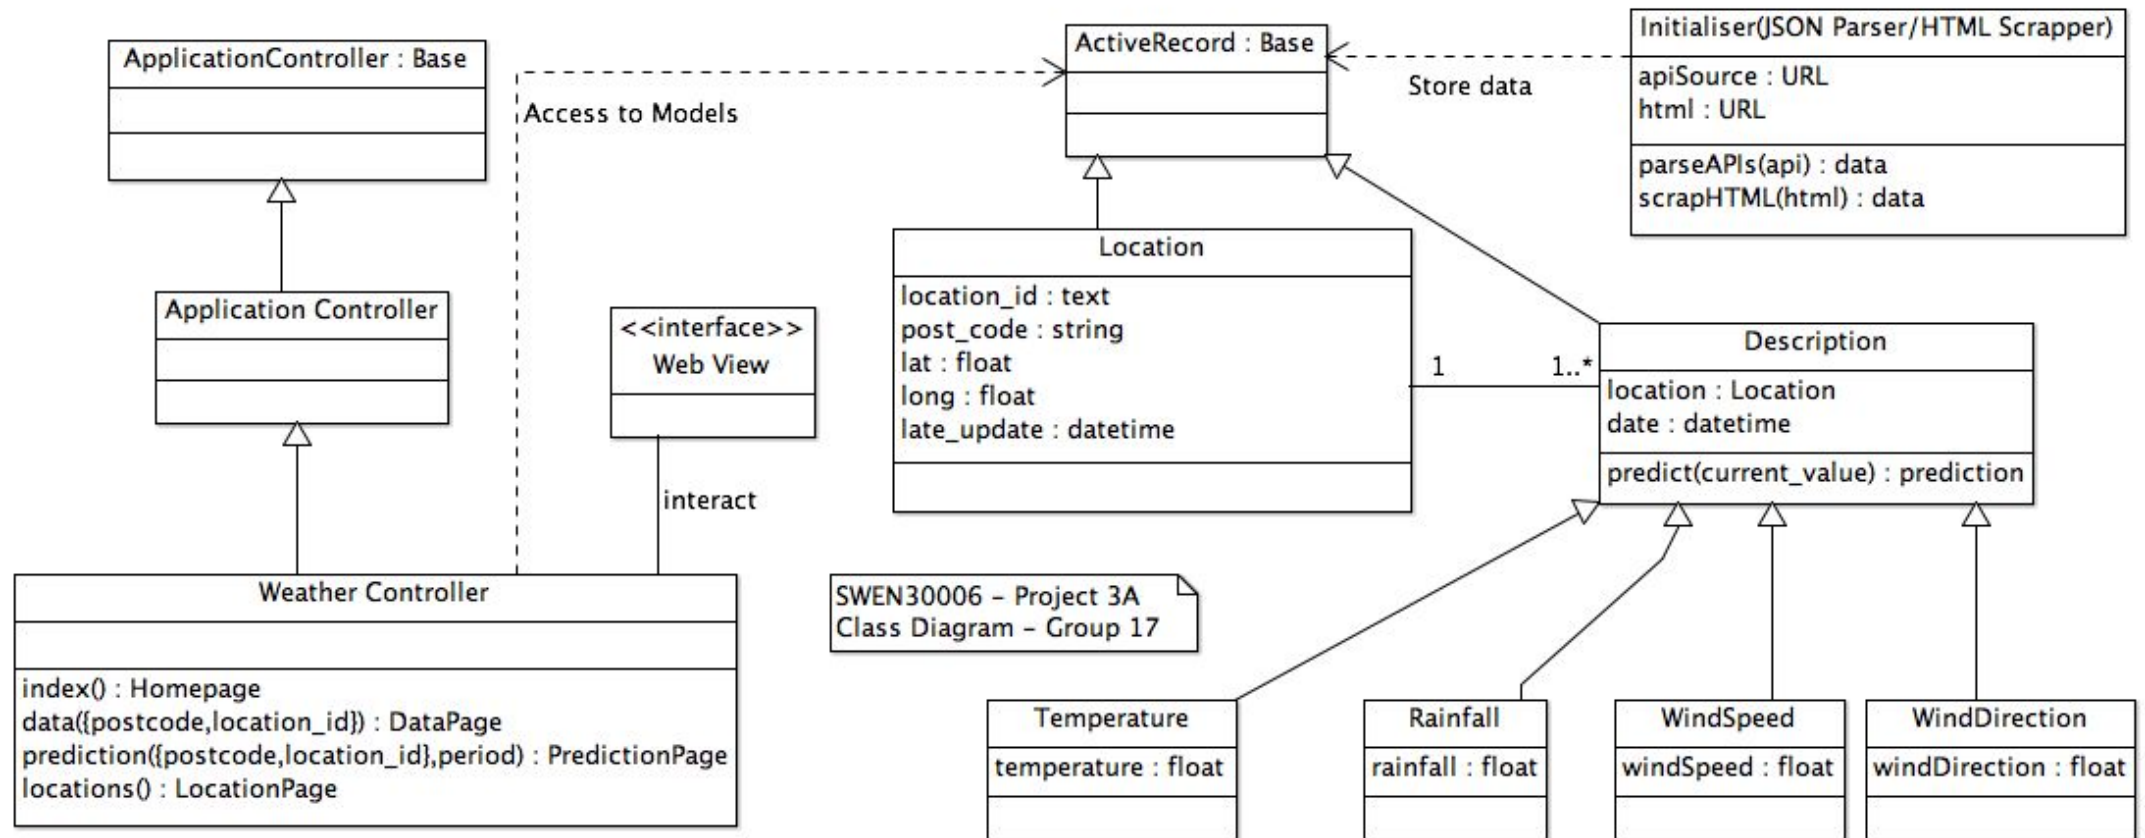 ApplicationController : Base
Application Controller
Weather Controller
index() : Homepage
data({postcode,location_id}) : DataPage
prediction({postcode,location_id},period) : PredictionPage
locations() : LocationPage
Access to Models
<<interface>>
Web View
interact
ActiveRecord : Base
Store data
Initialiser(JSON Parser/HTML Scrapper)
apiSource : URL
html : URL
parseAPIs(api) : data
scrapHTML(html) : data
Location
location_id : text
post_code : string
lat : float
long : float
late_update : datetime
1
1..*
Description
location : Location
date : datetime
predict(current_value) : prediction
SWEN30006 – Project 3A
Class Diagram – Group 17
Temperature
temperature : float
Rainfall
rainfall : float
WindSpeed
windSpeed : float
WindDirection
windDirection : float